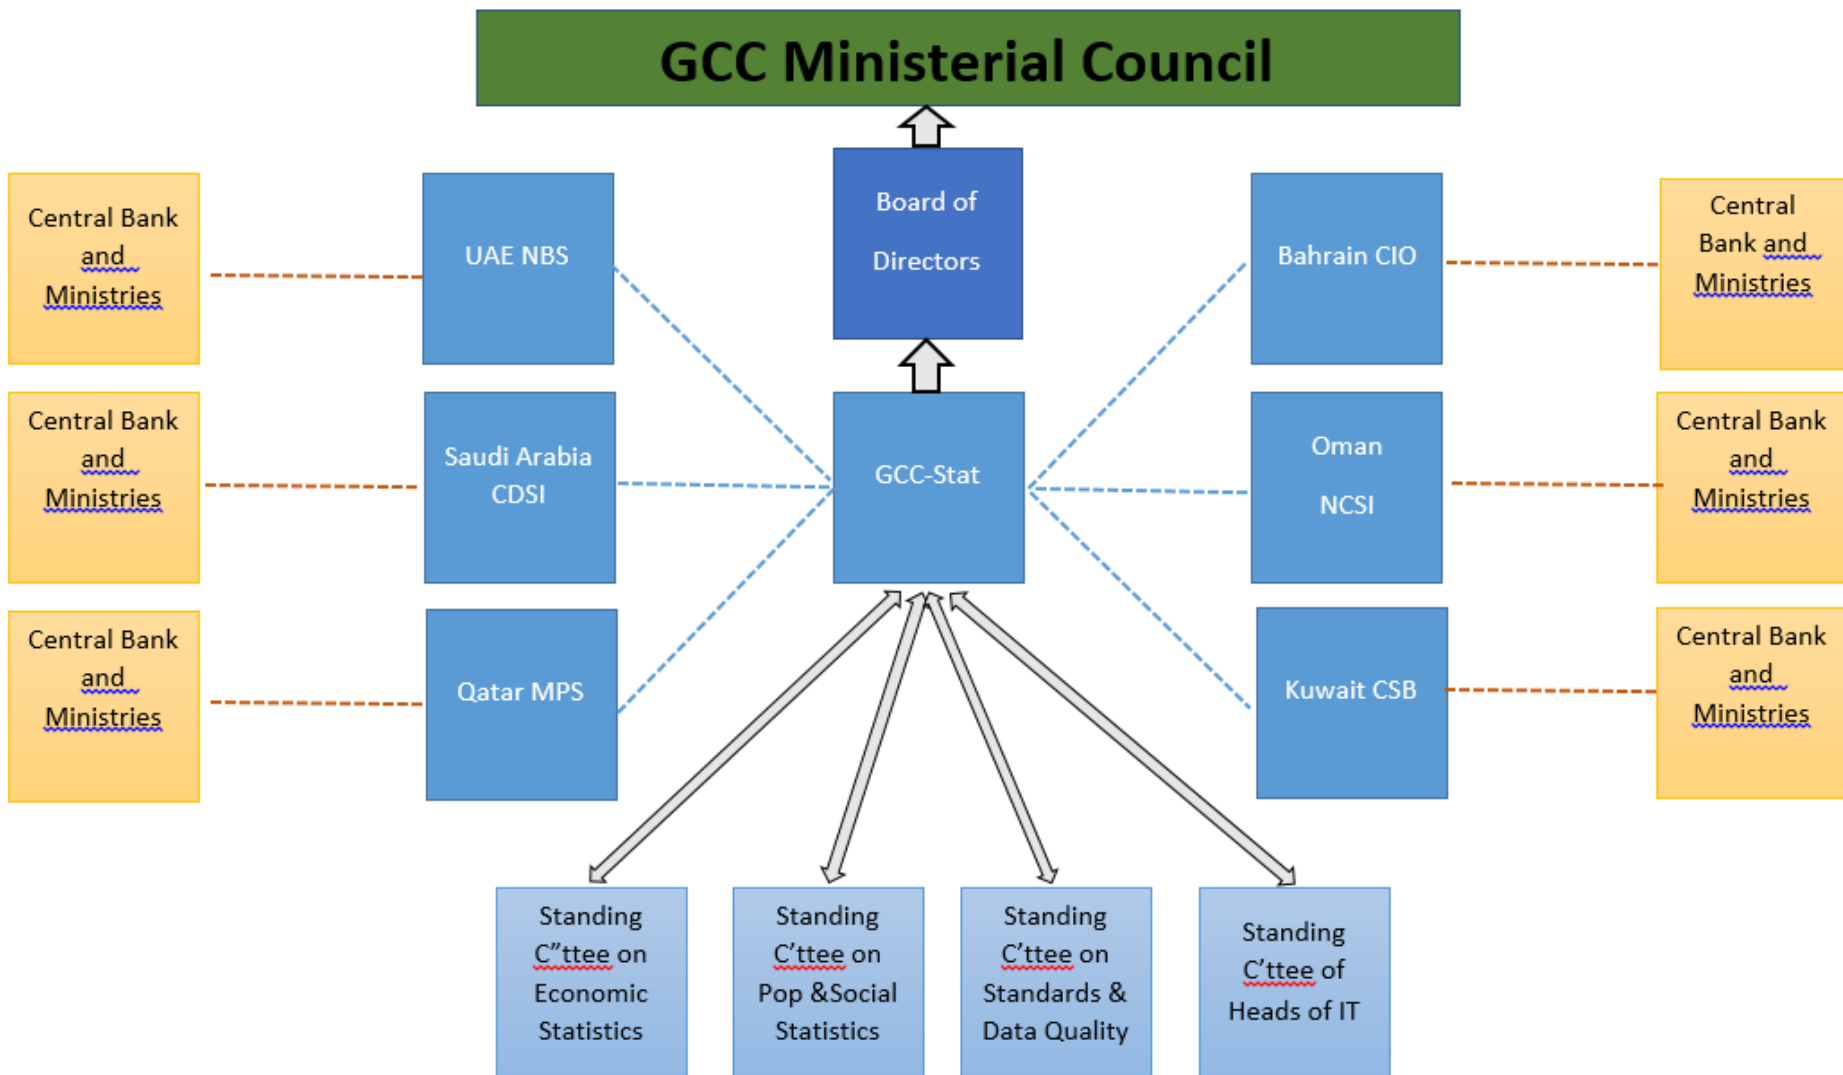 GCC Ministerial Council
Board of
Directors
Central Bank
and
Ministries
UAE NBS
Bahrain CIO
Central
Bank and
Ministries
Central Bank
and
Ministries
Saudi Arabia
CDSI
GCC-Stat
Oman
NCSI
Central Bank
and
Ministries
Central Bank
and
Ministries
Qatar MPS
Kuwait CSB
Central Bank
and
Ministries
Standing
C”ttee on
Economic
Statistics
Standing
C’ttee on
Pop &Social
Statistics
Standing
C’ttee on
Standards &
Data Quality
Standing
C’ttee of
Heads of IT